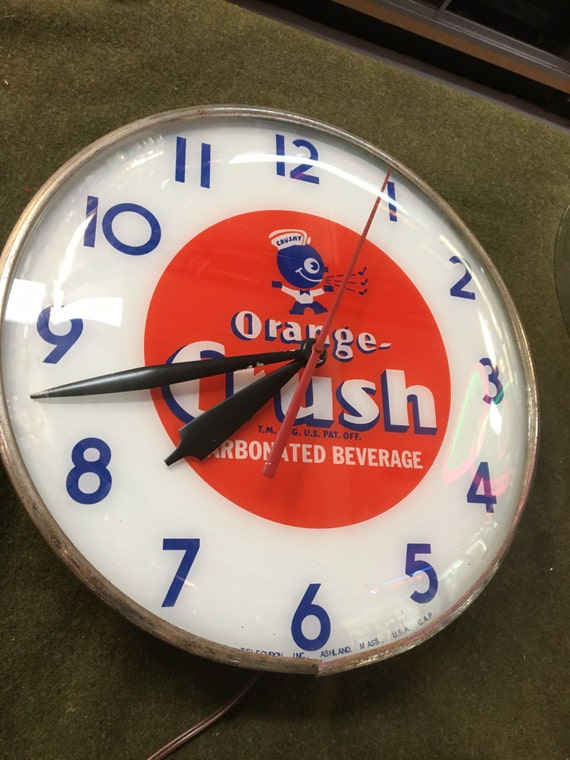 12
11
1
10
2
CRUSHY
9
Orange-
3
Crush
T.M. G. U.S. PAT. OFF.
CARBONATED BEVERAGE
8
4
7
5
6
INC. ASHLAND, MASS. U.S.A. CAP.